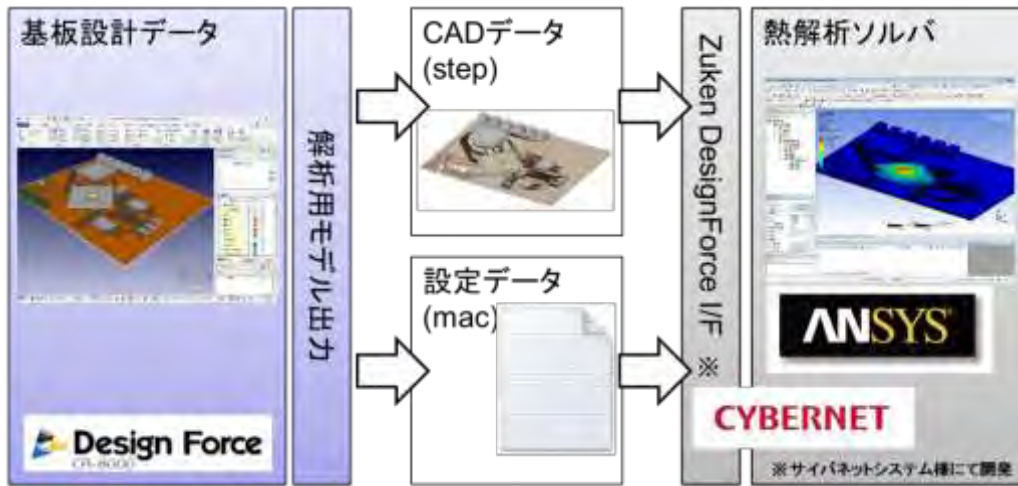 基板設計データ
Design Force
CR-8000
解析用モデル出力
CADデータ
(step)
設定データ
(mac)
Zuken DesignForce I/F ※
熱解析ソルバ
ANSYS
CYBERNET
※サイバネットシステム様にて開発